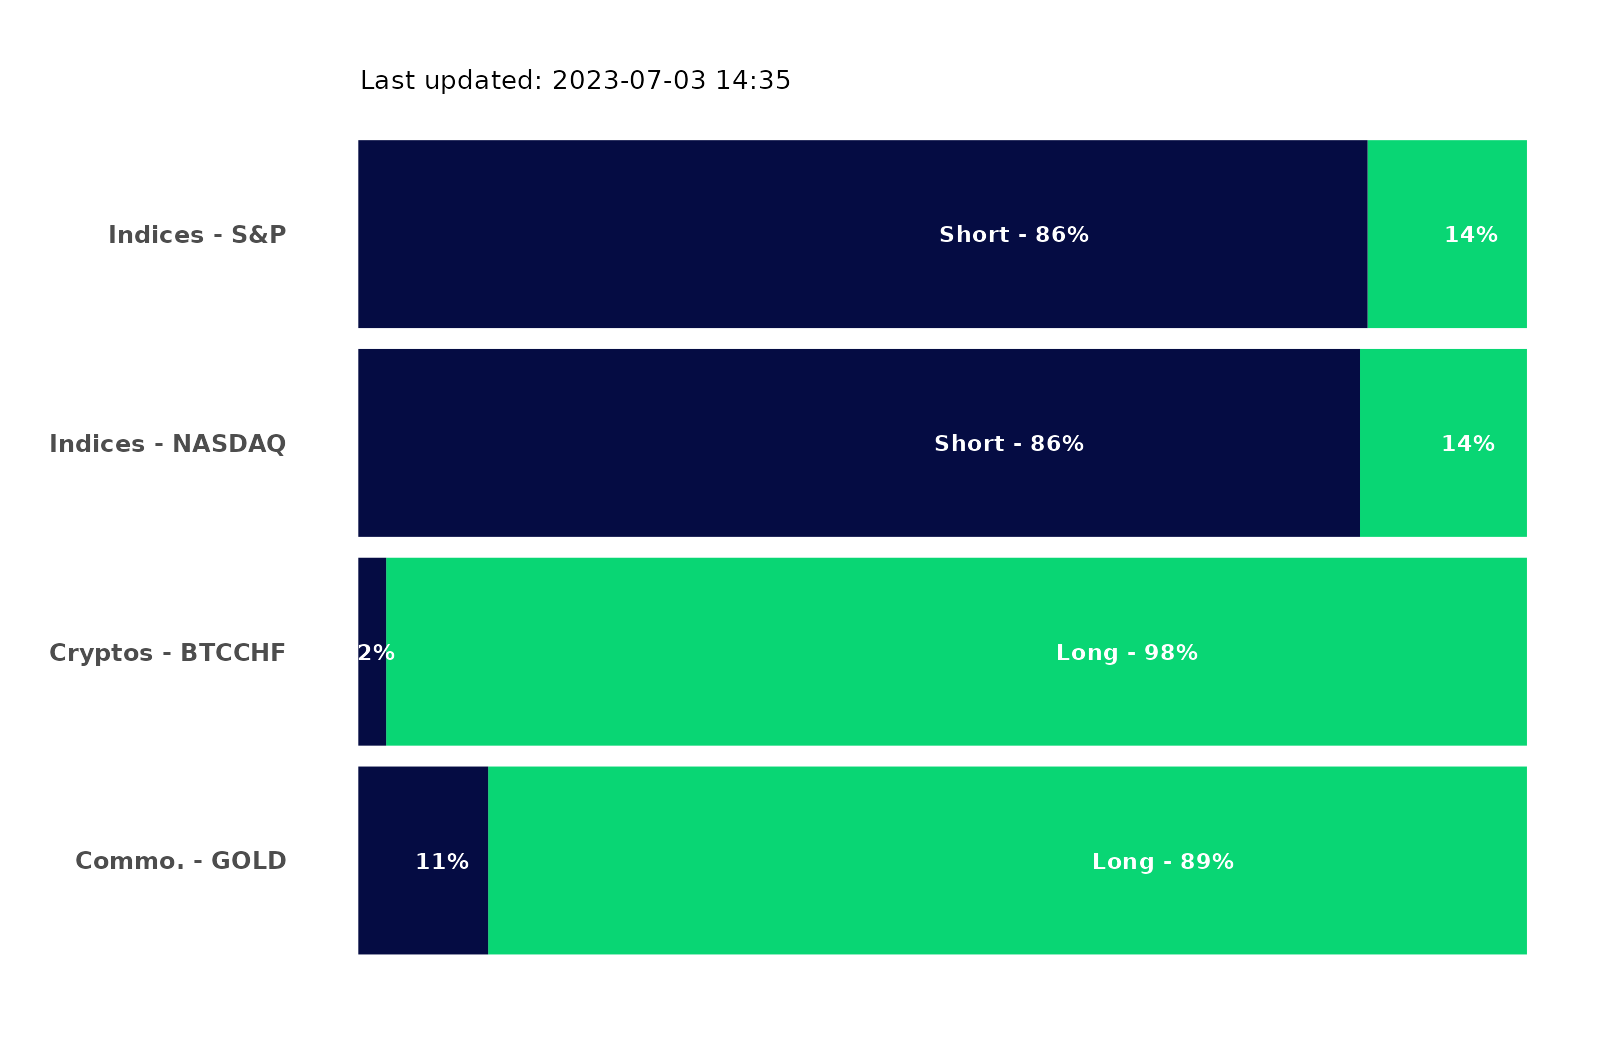 Last updated: 2023-07-03 14:35
Indices - S&P Short - 86% 14%
Indices - NASDAQ Short - 86% 14%
Cryptos - BTCCHF 2% Long - 98%
Commo. - GOLD 11% Long - 89%